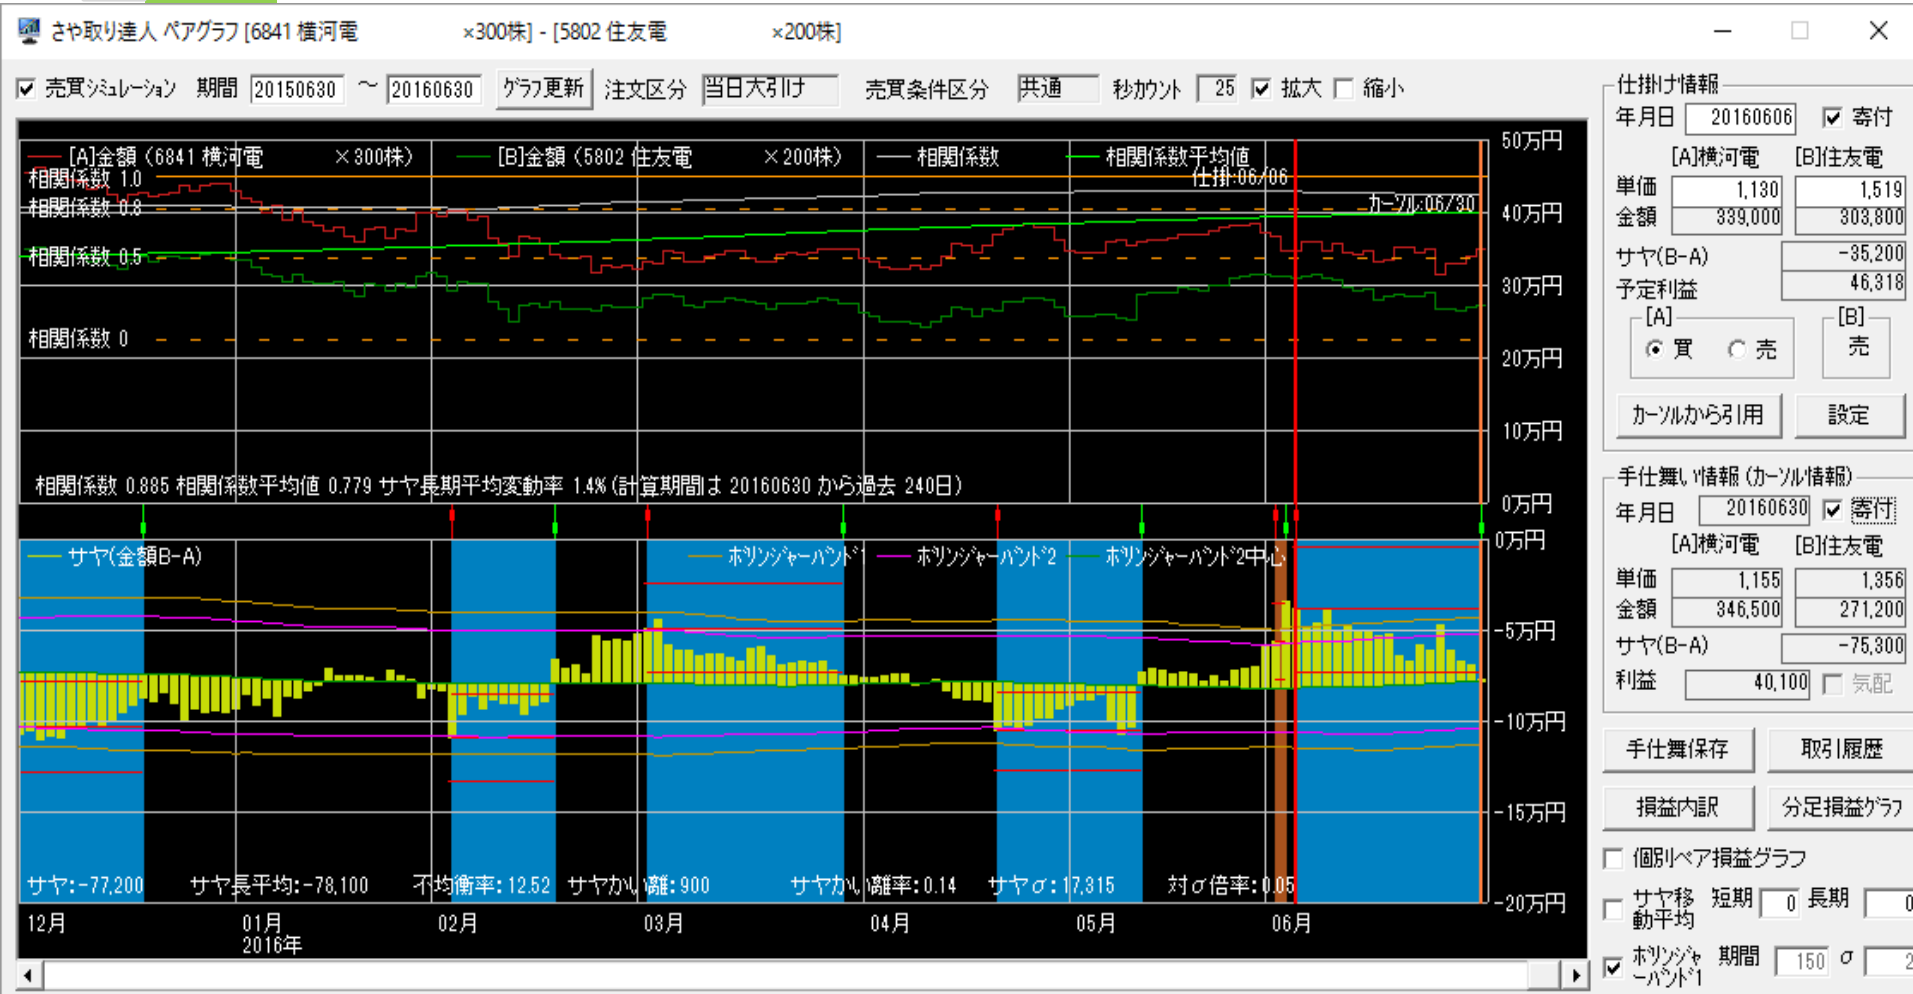 さや取り達人 ペアグラフ [6841 横河電 ×300株] - [5802 住友電 ×200株]
売買シミュレーション 期間 20150630 ～ 20160630 グラフ更新 注文区分 当日大引け 売買条件区分 共通 秒カウント 25 拡大 縮小
[A]金額（6841 横河電 ×300株） [B]金額（5802 住友電 ×200株） 相関係数 相関係数平均値
相関係数 1.0
仕掛:06/06
相関係数 0.8
カーソル:06/30
相関係数 0.5
相関係数 0
50万円
40万円
30万円
20万円
10万円
0万円
相関係数 0.885 相関係数平均値 0.779 サヤ長期平均変動率 1.4%（計算期間は 20160630 から過去 240日）
サヤ(金額B-A) ボリンジャーバンド1 ボリンジャーバンド2 ボリンジャーバンド2中心
0万円
-5万円
-10万円
-15万円
-20万円
サヤ:-77,200 サヤ長平均:-78,100 不均衡率:12.52 サヤかい離:900 サヤかい離率:0.14 サヤσ:17,315 対σ倍率:0.05
12月 01月 02月 03月 04月 05月 06月
2016年
仕掛け情報
年月日 20160606 寄付
[A]横河電 [B]住友電
単価 1,130 1,519
金額 339,000 303,800
サヤ(B-A) -35,200
予定利益 46,318
[A] [B]
買 売 売
カーソルから引用 設定
手仕舞い情報（カーソル情報）
年月日 20160630 寄付
[A]横河電 [B]住友電
単価 1,155 1,356
金額 346,500 271,200
サヤ(B-A) -75,300
利益 40,100 気配
手仕舞保存 取引履歴
損益内訳 分足損益グラフ
個別ペア損益グラフ
サヤ移動平均 短期 0 長期 0
ボリンジャーバンド1 期間 150 σ 2